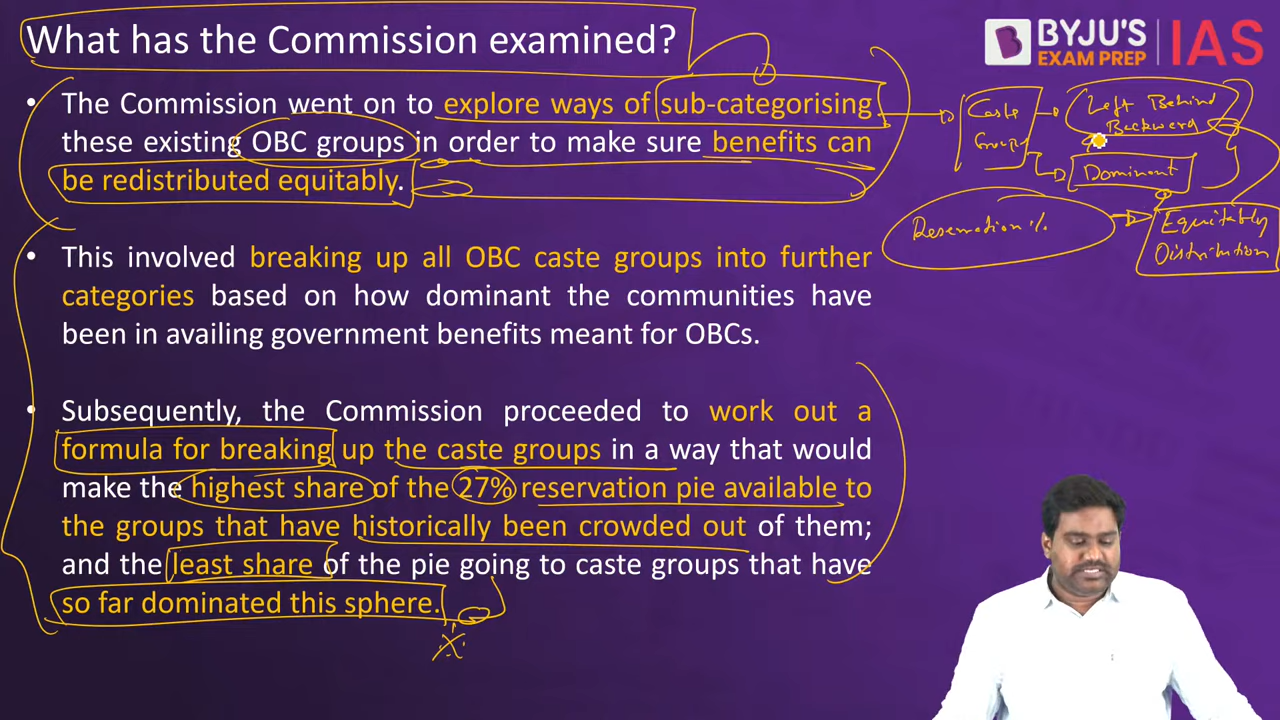 What has the Commission examined?
BYJU'S
EXAM PREP
IAS
• The Commission went on to explore ways of sub-categorising
these existing OBC groups in order to make sure benefits can
be redistributed equitably.
Caste
Groups
Left Behind
Backward
Dominant
Reservation %
Equitably
Distribution
• This involved breaking up all OBC caste groups into further
categories based on how dominant the communities have
been in availing government benefits meant for OBCs.
• Subsequently, the Commission proceeded to work out a
formula for breaking up the caste groups in a way that would
make the highest share of the 27% reservation pie available to
the groups that have historically been crowded out of them;
and the least share of the pie going to caste groups that have
so far dominated this sphere.